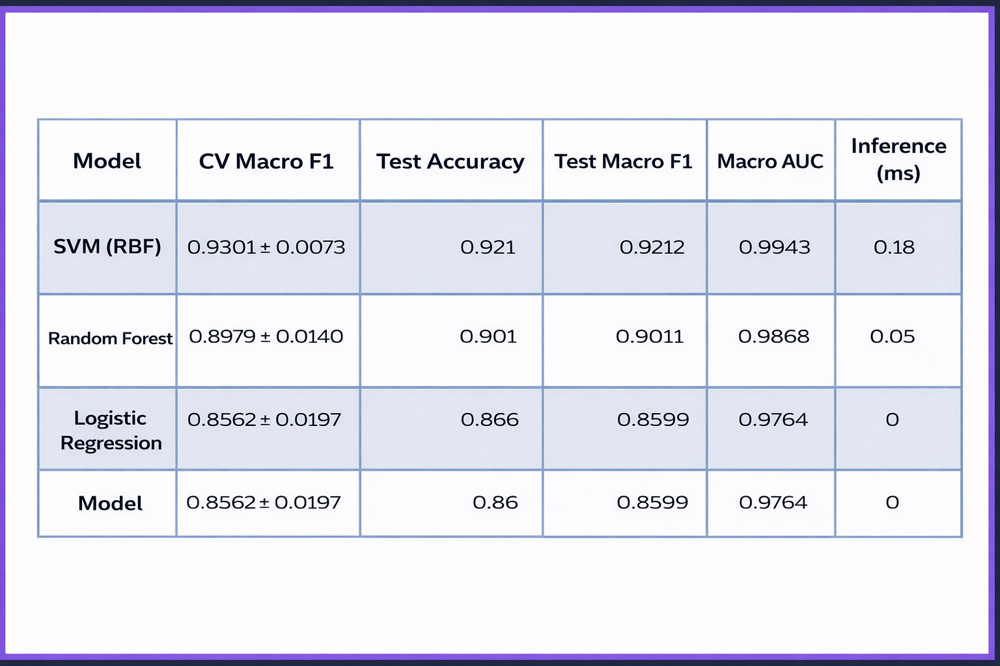 Model CV Macro F1 Test Accuracy Test Macro F1 Macro AUC Inference (ms)
SVM (RBF) 0.9301 ± 0.0073 0.921 0.9212 0.9943 0.18
Random Forest 0.8979 ± 0.0140 0.901 0.9011 0.9868 0.05
Logistic Regression 0.8562 ± 0.0197 0.866 0.8599 0.9764 0
Model 0.8562 ± 0.0197 0.86 0.8599 0.9764 0